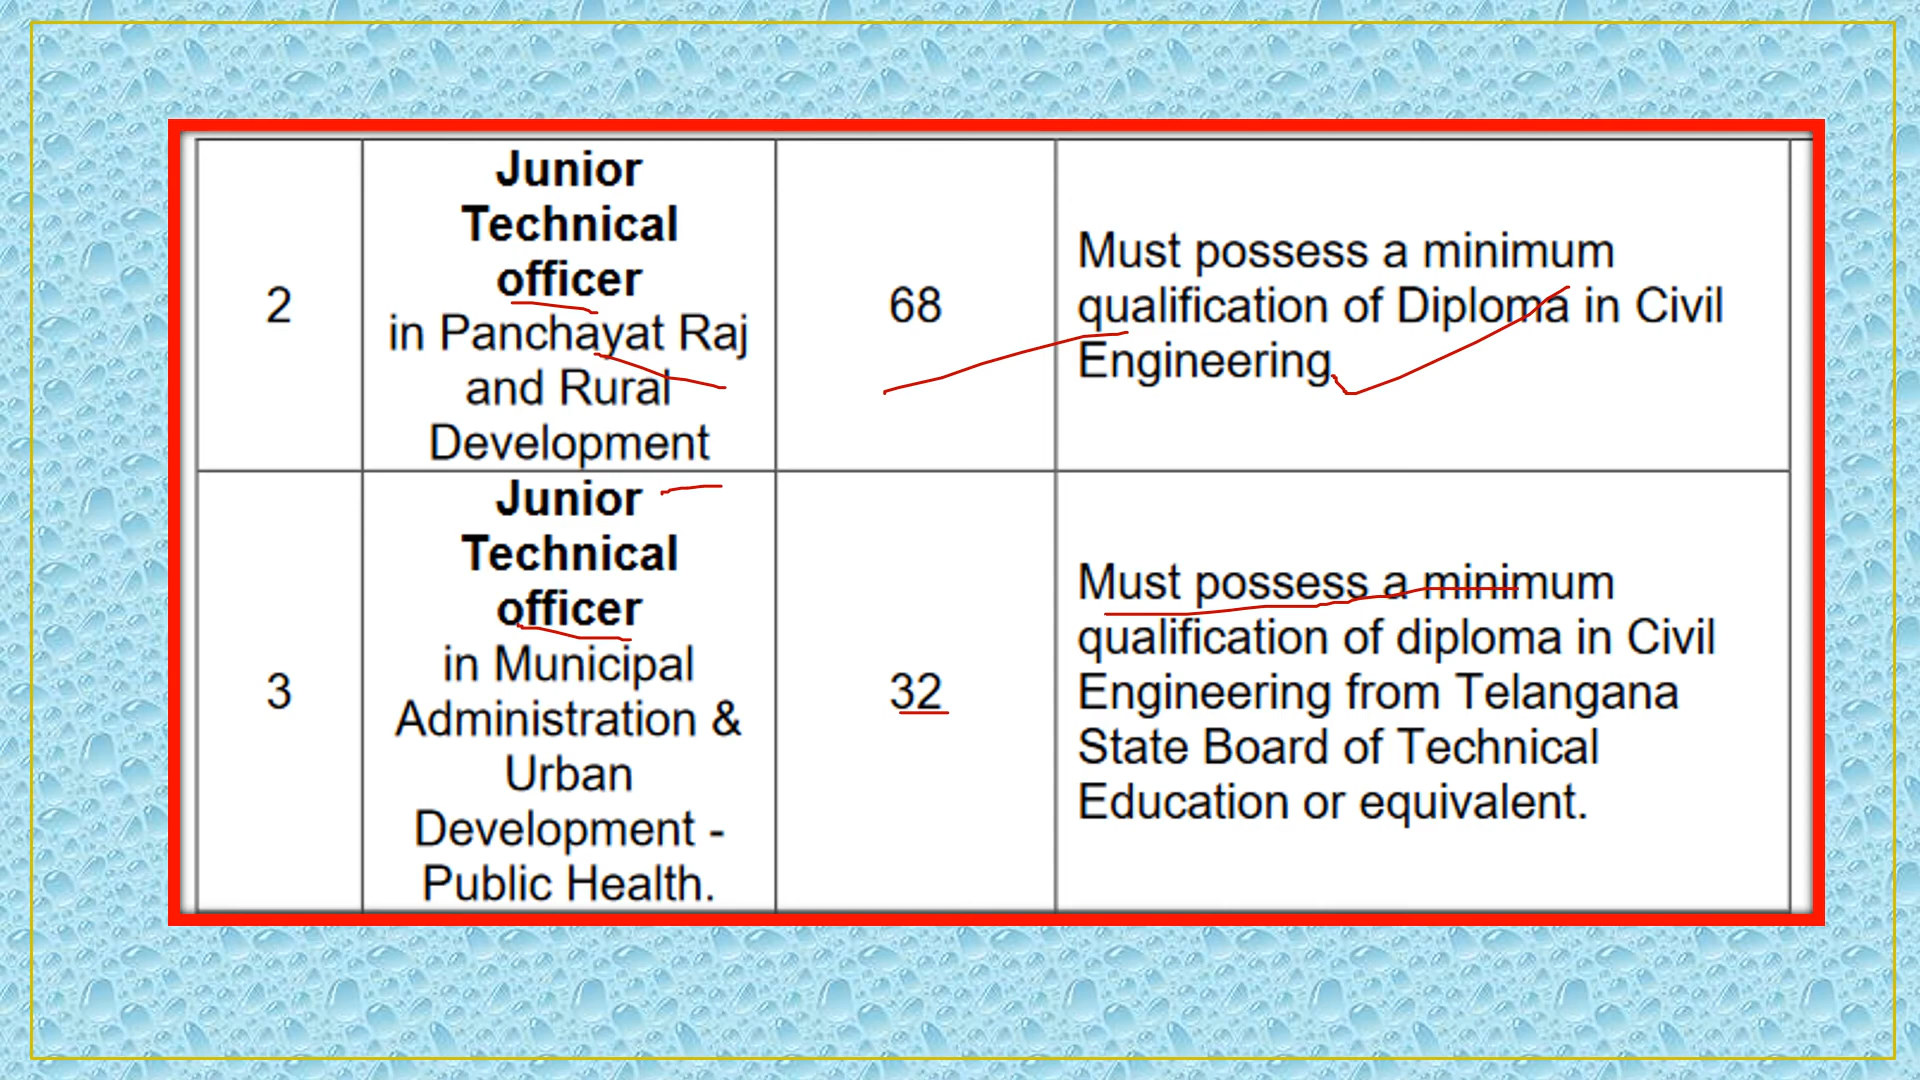 2
Junior
Technical
officer
in Panchayat Raj
and Rural
Development
68
Must possess a minimum
qualification of Diploma in Civil
Engineering.
3
Junior
Technical
officer
in Municipal
Administration &
Urban
Development -
Public Health.
32
Must possess a minimum
qualification of diploma in Civil
Engineering from Telangana
State Board of Technical
Education or equivalent.